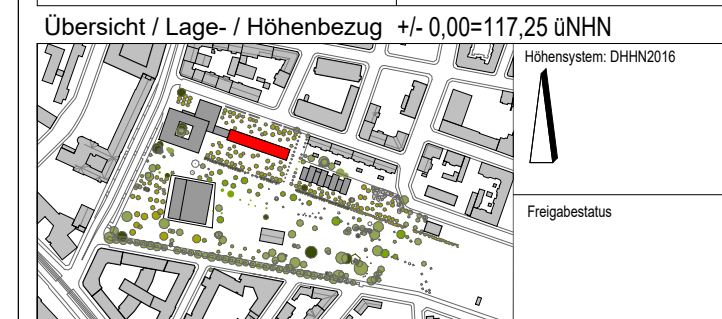 Übersicht / Lage- / Höhenbezug +/- 0,00=117,25 üNHN
Höhensystem: DHHN2016
Freigabestatus